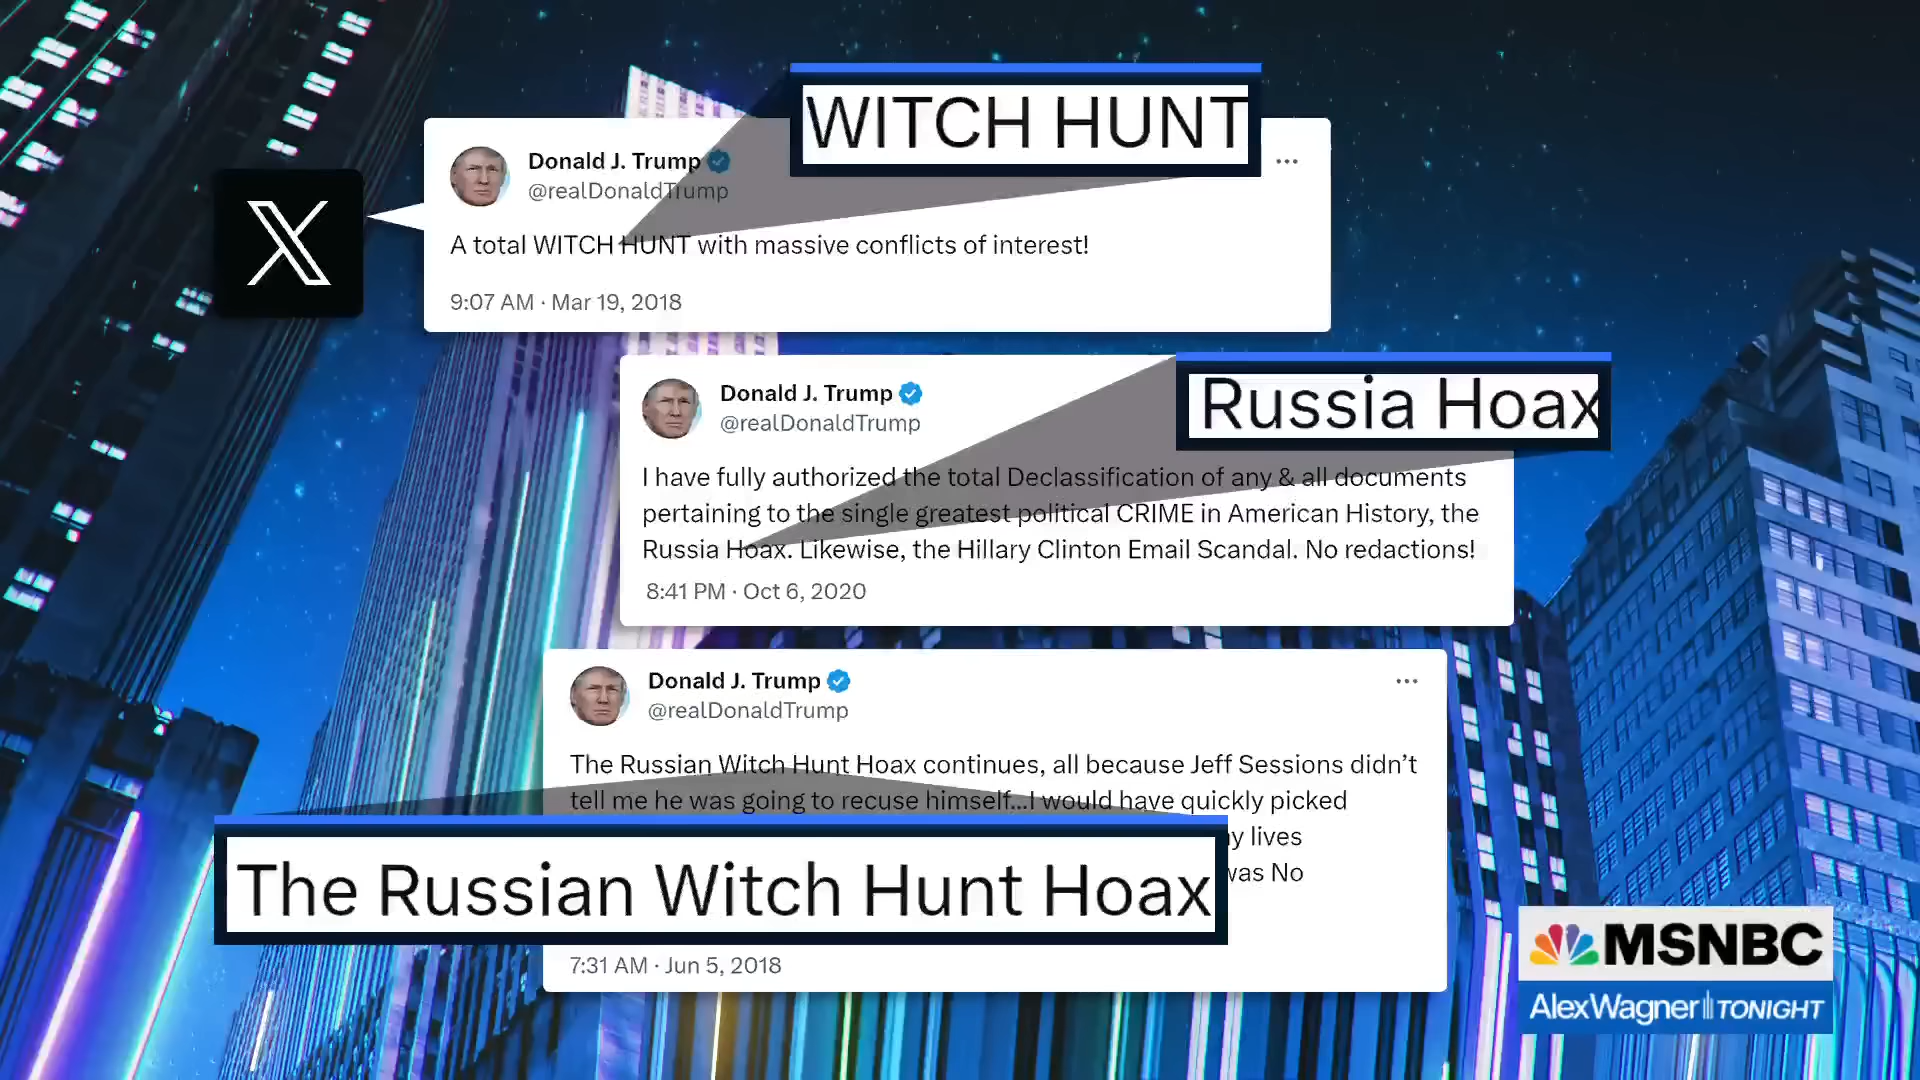 WITCH HUNT
Donald J. Trump
@realDonaldTrump
A total WITCH HUNT with massive conflicts of interest!
9:07 AM · Mar 19, 2018
Russia Hoax
Donald J. Trump
@realDonaldTrump
I have fully authorized the total Declassification of any & all documents
pertaining to the single greatest political CRIME in American History, the
Russia Hoax. Likewise, the Hillary Clinton Email Scandal. No redactions!
8:41 PM · Oct 6, 2020
Donald J. Trump
@realDonaldTrump
The Russian Witch Hunt Hoax continues, all because Jeff Sessions didn’t
tell me he was going to recuse himself...I would have quickly picked
lives
was No
The Russian Witch Hunt Hoax
7:31 AM · Jun 5, 2018
MSNBC
AlexWagner TONIGHT